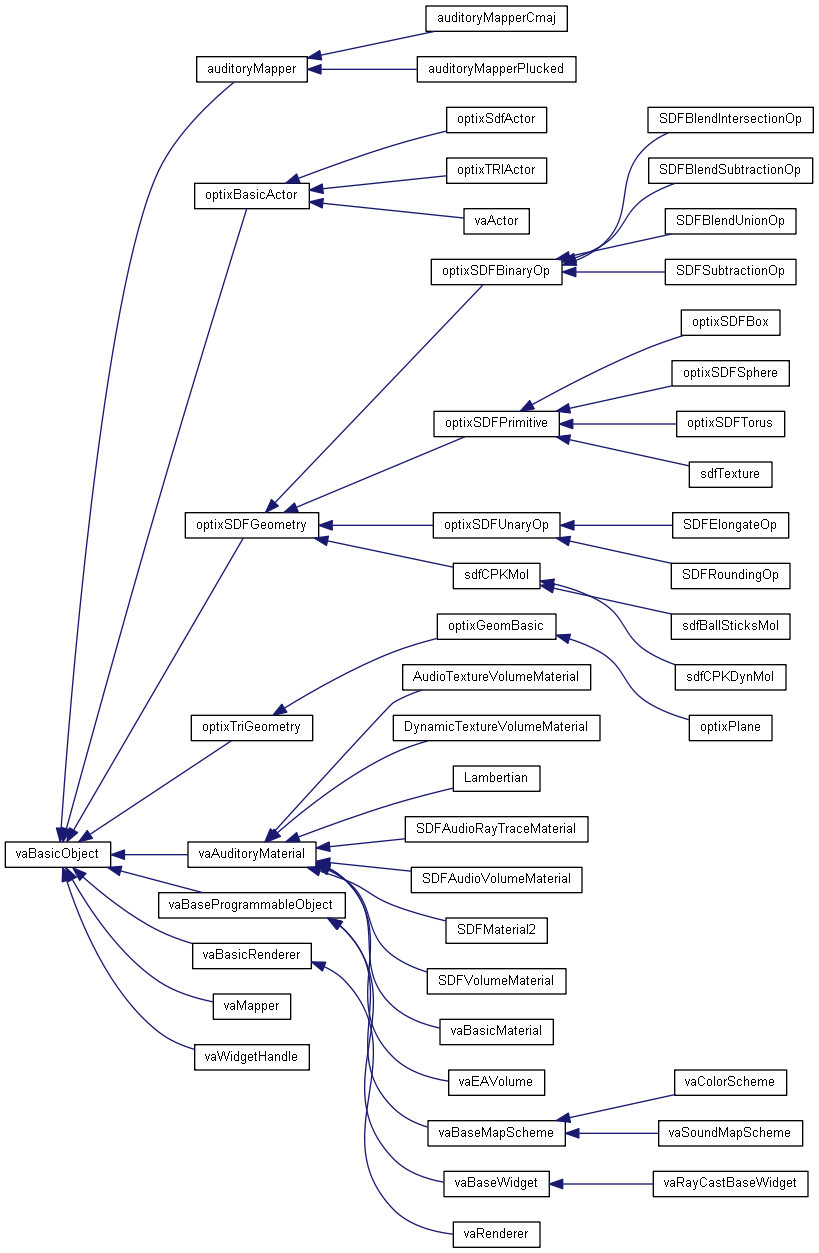 auditoryMapperCmaj
auditoryMapper
auditoryMapperPlucked
optixSdfActor
SDFBlendIntersectionOp
optixTRIActor
SDFBlendSubtractionOp
optixBasicActor
vaActor
SDFBlendUnionOp
optixSDFBinaryOp
SDFSubtractionOp
optixSDFBox
optixSDFSphere
optixSDFPrimitive
optixSDFTorus
sdfTexture
optixSDFGeometry
optixSDFUnaryOp
SDFElongateOp
sdfCPKMol
SDFRoundingOp
optixGeomBasic
sdfBallSticksMol
AudioTextureVolumeMaterial
sdfCPKDynMol
optixTriGeometry
DynamicTextureVolumeMaterial
optixPlane
Lambertian
SDFAudioRayTraceMaterial
vaBasicObject
vaAuditoryMaterial
SDFAudioVolumeMaterial
vaBaseProgrammableObject
SDFMaterial2
vaBasicRenderer
SDFVolumeMaterial
vaMapper
vaBasicMaterial
vaWidgetHandle
vaEAVolume
vaColorScheme
vaBaseMapScheme
vaSoundMapScheme
vaBaseWidget
vaRayCastBaseWidget
vaRenderer